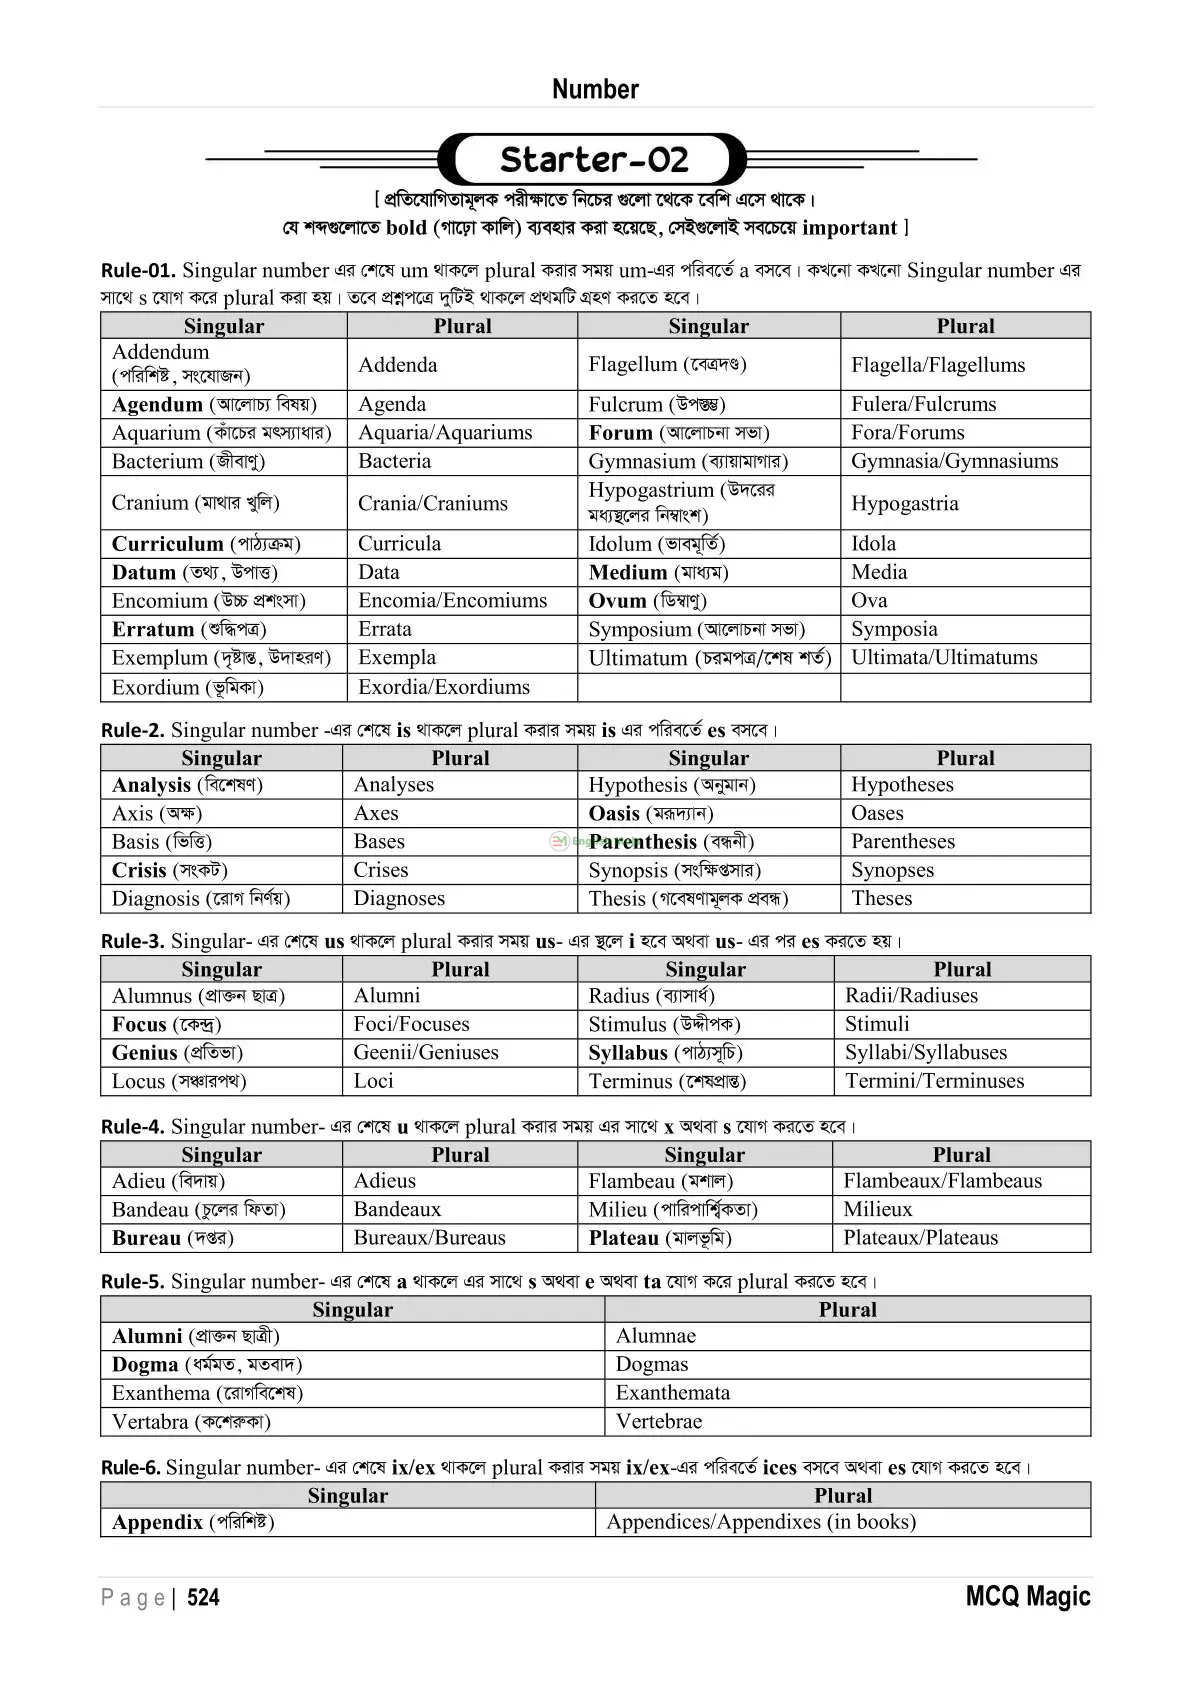 Number
Starter-02
[ প্রতিযোগিতামূলক পরীক্ষাতে নিচের গুলো থেকে বেশি এসে থাকে।
যে শব্দগুলোতে bold (গাঢ়ো কালি) ব্যবহার করা হয়েছে, সেইগুলোই সবচেয়ে important ]
Rule-01. Singular number এর শেষে um থাকলে plural করার সময় um-এর পরিবর্তে a বসবে। কখনো কখনো Singular number এর
সাথে s যোগ করে plural করা হয়। তবে প্রশ্নপত্রে দুটিই থাকলে প্রথমটি গ্রহণ করতে হবে।
Singular Plural Singular Plural
Addendum
(পরিশিষ্ট, সংযোজন) Addenda Flagellum (বেত্রদণ্ড) Flagella/Flagellums
Agendum (আলোচ্য বিষয়) Agenda Fulcrum (উপস্তম্ভ) Fulera/Fulcrums
Aquarium (কাঁচের মৎস্যাধার) Aquaria/Aquariums Forum (আলোচনা সভা) Fora/Forums
Bacterium (জীবাণু) Bacteria Gymnasium (ব্যায়ামাগার) Gymnasia/Gymnasiums
Cranium (মাথার খুলি) Crania/Craniums Hypogastrium (উদরের
মধ্যস্থলের নিম্বাংশ) Hypogastria
Curriculum (পাঠ্যক্রম) Curricula Idolum (ভাবমূর্তি) Idola
Datum (তথ্য, উপাত্ত) Data Medium (মাধ্যম) Media
Encomium (উচ্চ প্রশংসা) Encomia/Encomiums Ovum (ডিম্বাণু) Ova
Erratum (শুদ্ধিপত্র) Errata Symposium (আলোচনা সভা) Symposia
Exemplum (দৃষ্টান্ত, উদাহরণ) Exempla Ultimatum (চরমপত্র/শেষ শর্ত) Ultimata/Ultimatums
Exordium (ভূমিকা) Exordia/Exordiums
Rule-2. Singular number -এর শেষে is থাকলে plural করার সময় is এর পরিবর্তে es বসবে।
Singular Plural Singular Plural
Analysis (বিশেষণ) Analyses Hypothesis (অনুমান) Hypotheses
Axis (অক্ষ) Axes Oasis (মরূদ্যান) Oases
Basis (ভিত্তি) Bases Parenthesis (বন্ধনী) Parentheses
Crisis (সংকট) Crises Synopsis (সংক্ষিপ্তসার) Synopses
Diagnosis (রোগ নির্ণয়) Diagnoses Thesis (গবেষণামূলক প্রবন্ধ) Theses
Rule-3. Singular- এর শেষে us থাকলে plural করার সময় us- এর স্থলে i হবে অথবা us- এর পর es করতে হয়।
Singular Plural Singular Plural
Alumnus (প্রাক্তন ছাত্র) Alumni Radius (ব্যাসার্ধ) Radii/Radiuses
Focus (কেন্দ্র) Foci/Focuses Stimulus (উদ্দীপক) Stimuli
Genius (প্রতিভা) Geenii/Geniuses Syllabus (পাঠ্যসূচি) Syllabi/Syllabuses
Locus (সঞ্চারপথ) Loci Terminus (শেষপ্রান্ত) Termini/Terminuses
Rule-4. Singular number- এর শেষে u থাকলে plural করার সময় এর সাথে x অথবা s যোগ করতে হবে।
Singular Plural Singular Plural
Adieu (বিদায়) Adieus Flambeau (মশাল) Flambeaux/Flambeaus
Bandeau (চুলের ফিতা) Bandeaux Milieu (পারিপার্শ্বিকতা) Milieux
Bureau (দপ্তর) Bureaux/Bureaus Plateau (মালভূমি) Plateaux/Plateaus
Rule-5. Singular number- এর শেষে a থাকলে এর সাথে s অথবা e অথবা ta যোগ করে plural করতে হবে।
Singular Plural
Alumni (প্রাক্তন ছাত্রী) Alumnae
Dogma (ধর্মমত, মতবাদ) Dogmas
Exanthema (রোগবিশেষ) Exanthemata
Vertabra (কশেরুকা) Vertebrae
Rule-6. Singular number- এর শেষে ix/ex থাকলে plural করার সময় ix/ex-এর পরিবর্তে ices বসবে অথবা es যোগ করতে হবে।
Singular Plural
Appendix (পরিশিষ্ট) Appendices/Appendixes (in books)
Page| 524 MCQ Magic